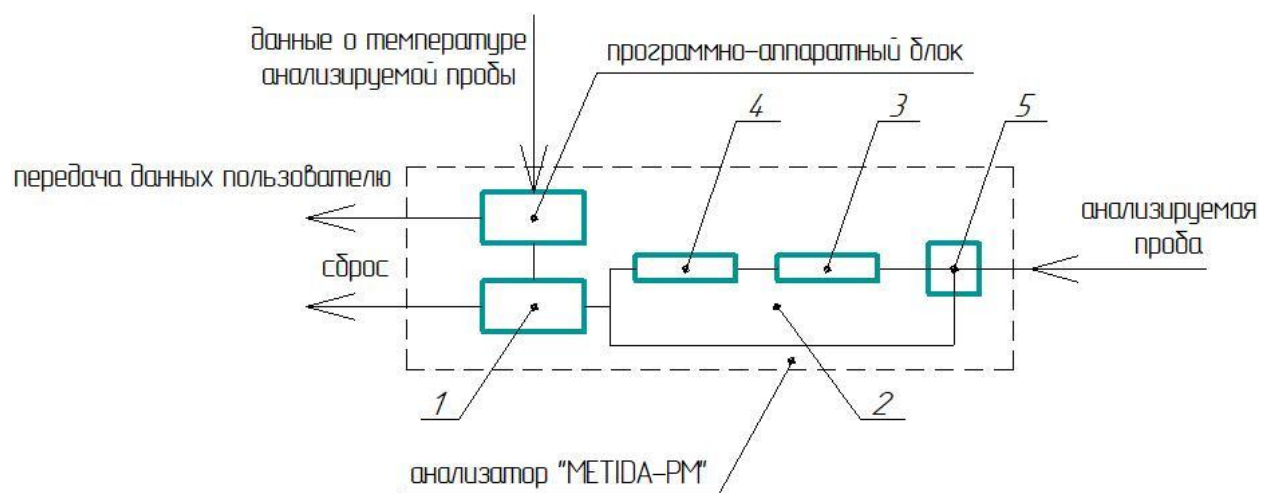 данные о температуре
анализируемой пробы
программно-аппаратный блок
4
3
5
передача данных пользователю
анализируемая
проба
сброс
1
2
анализатор "METIDA-PM"